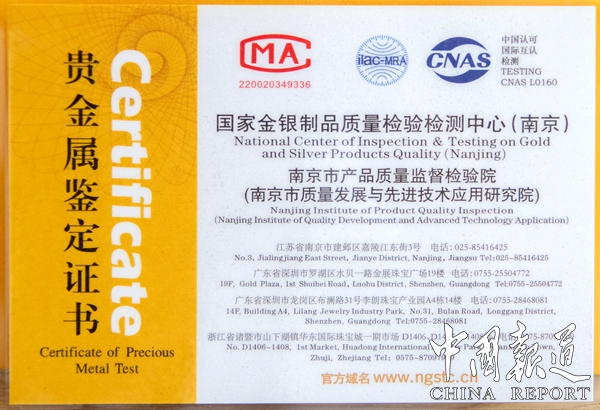 贵金属鉴定证书
Certificate
Certificate of Precious
Metal Test
MA
220020349336
ilac-MRA
CNAS
中国认可
国际互认
检测
TESTING
CNAS L0160
国家金银制品质量检验检测中心(南京)
National Center of Inspection & Testing on Gold
and Silver Products Quality (Nanjing)
南京市产品质量监督检验院
(南京市质量发展与先进技术应用研究院)
Nanjing Institute of Product Quality Inspection
(Nanjing Institute of Quality Development and Advanced Technology Application)
江苏省南京市建邺区嘉陵江东街3号 电话:025-85416425
No.3, Jialingjiang East Street, Jianye District, Nanjing, Jiangsu Tel:025-85416425
广东省深圳市罗湖区水贝一路金展珠宝广场19楼 电话:0755-25504772
19F, Gold Plaza, 1st Shuibei Road, Luohu District, Shenzhen, Guangdong Tel:0755-25504772
广东省深圳市龙岗区布澜路31号李朗珠宝产业园A4栋14楼 电话:0755-28468081
14F, Building A4, Lilang Jewelry Industry Park, No.31, Bulan Road, Longgang District,
Shenzhen, Guangdong Tel:0755-28468081
浙江省诸暨市山下湖镇华东国际珠宝城一期市场 D1406-D1408
No. D1406-1408, 1st Market, Huadong International
Zhuji, Zhejiang Tel: 0575-8709
官方域名 www.ngstc.cn
中国报道
CHINA REPORT